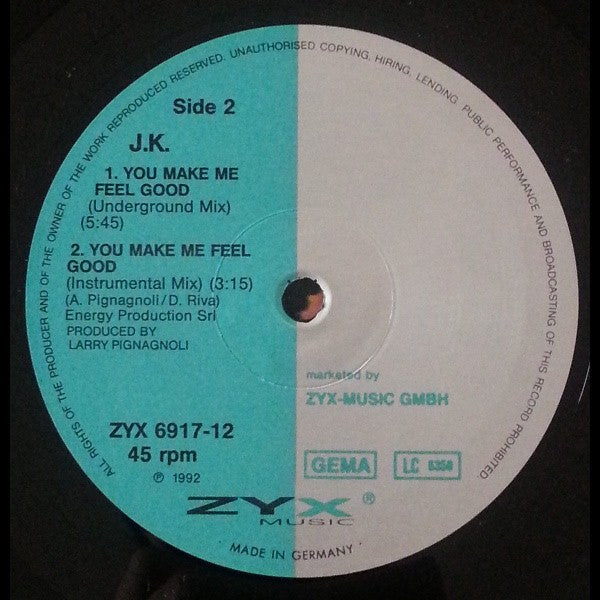 ALL RIGHTS OF THE PRODUCER AND OF THE OWNER OF THE WORK REPRODUCED RESERVED. UNAUTHORISED COPYING, HIRING, LENDING, PUBLIC PERFORMANCE AND BROADCASTING OF THIS RECORD PROHIBITED
Side 2
J.K.
1. YOU MAKE ME
FEEL GOOD
(Underground Mix)
(5:45)
2. YOU MAKE ME FEEL
GOOD
(Instrumental Mix) (3:15)
(A. Pignagnoli/D. Riva)
Energy Production Srl
PRODUCED BY
LARRY PIGNAGNOLI
marketed by
ZYX-MUSIC GMBH
ZYX 6917-12
45 rpm
GEMA
LC
℗ 1992
ZYX®
MUSIC
MADE IN GERMANY